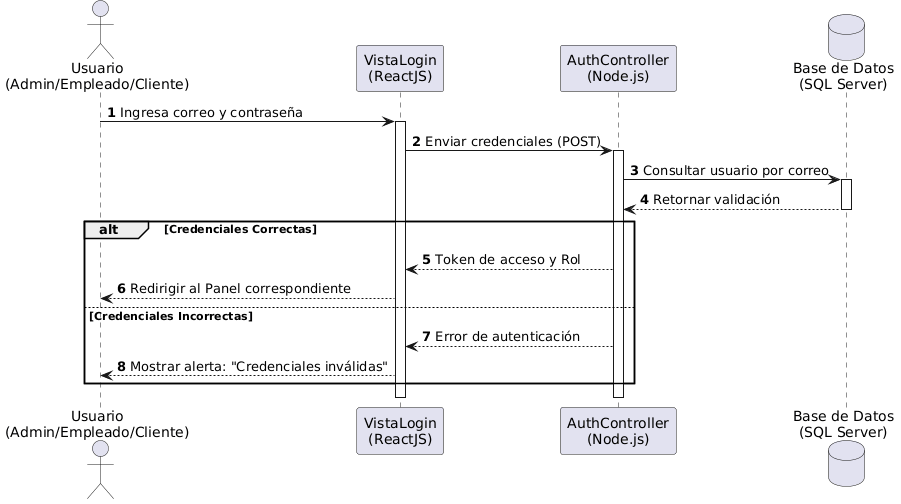 Usuario
(Admin/Empleado/Cliente)
VistaLogin
(ReactJS)
AuthController
(Node.js)
Base de Datos
(SQL Server)
1 Ingresa correo y contraseña
2 Enviar credenciales (POST)
3 Consultar usuario por correo
4 Retornar validación
alt [Credenciales Correctas]
5 Token de acceso y Rol
6 Redirigir al Panel correspondiente
[Credenciales Incorrectas]
7 Error de autenticación
8 Mostrar alerta: "Credenciales inválidas"
Usuario
(Admin/Empleado/Cliente)
VistaLogin
(ReactJS)
AuthController
(Node.js)
Base de Datos
(SQL Server)